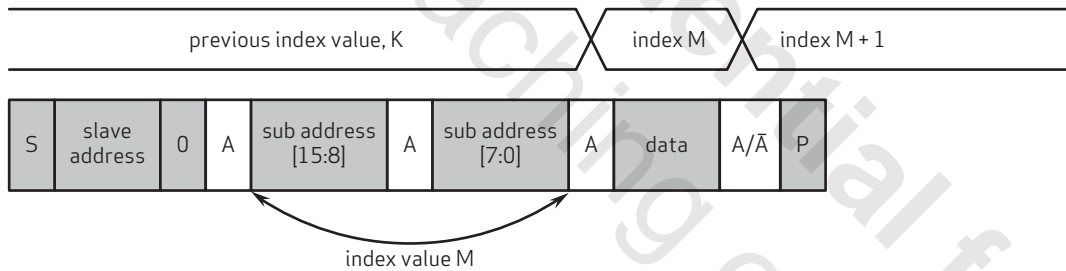 previous index value, K
index M
index M + 1
S
slave
address
0
A
sub address
[15:8]
A
sub address
[7:0]
A
data
A/Ā
P
index value M